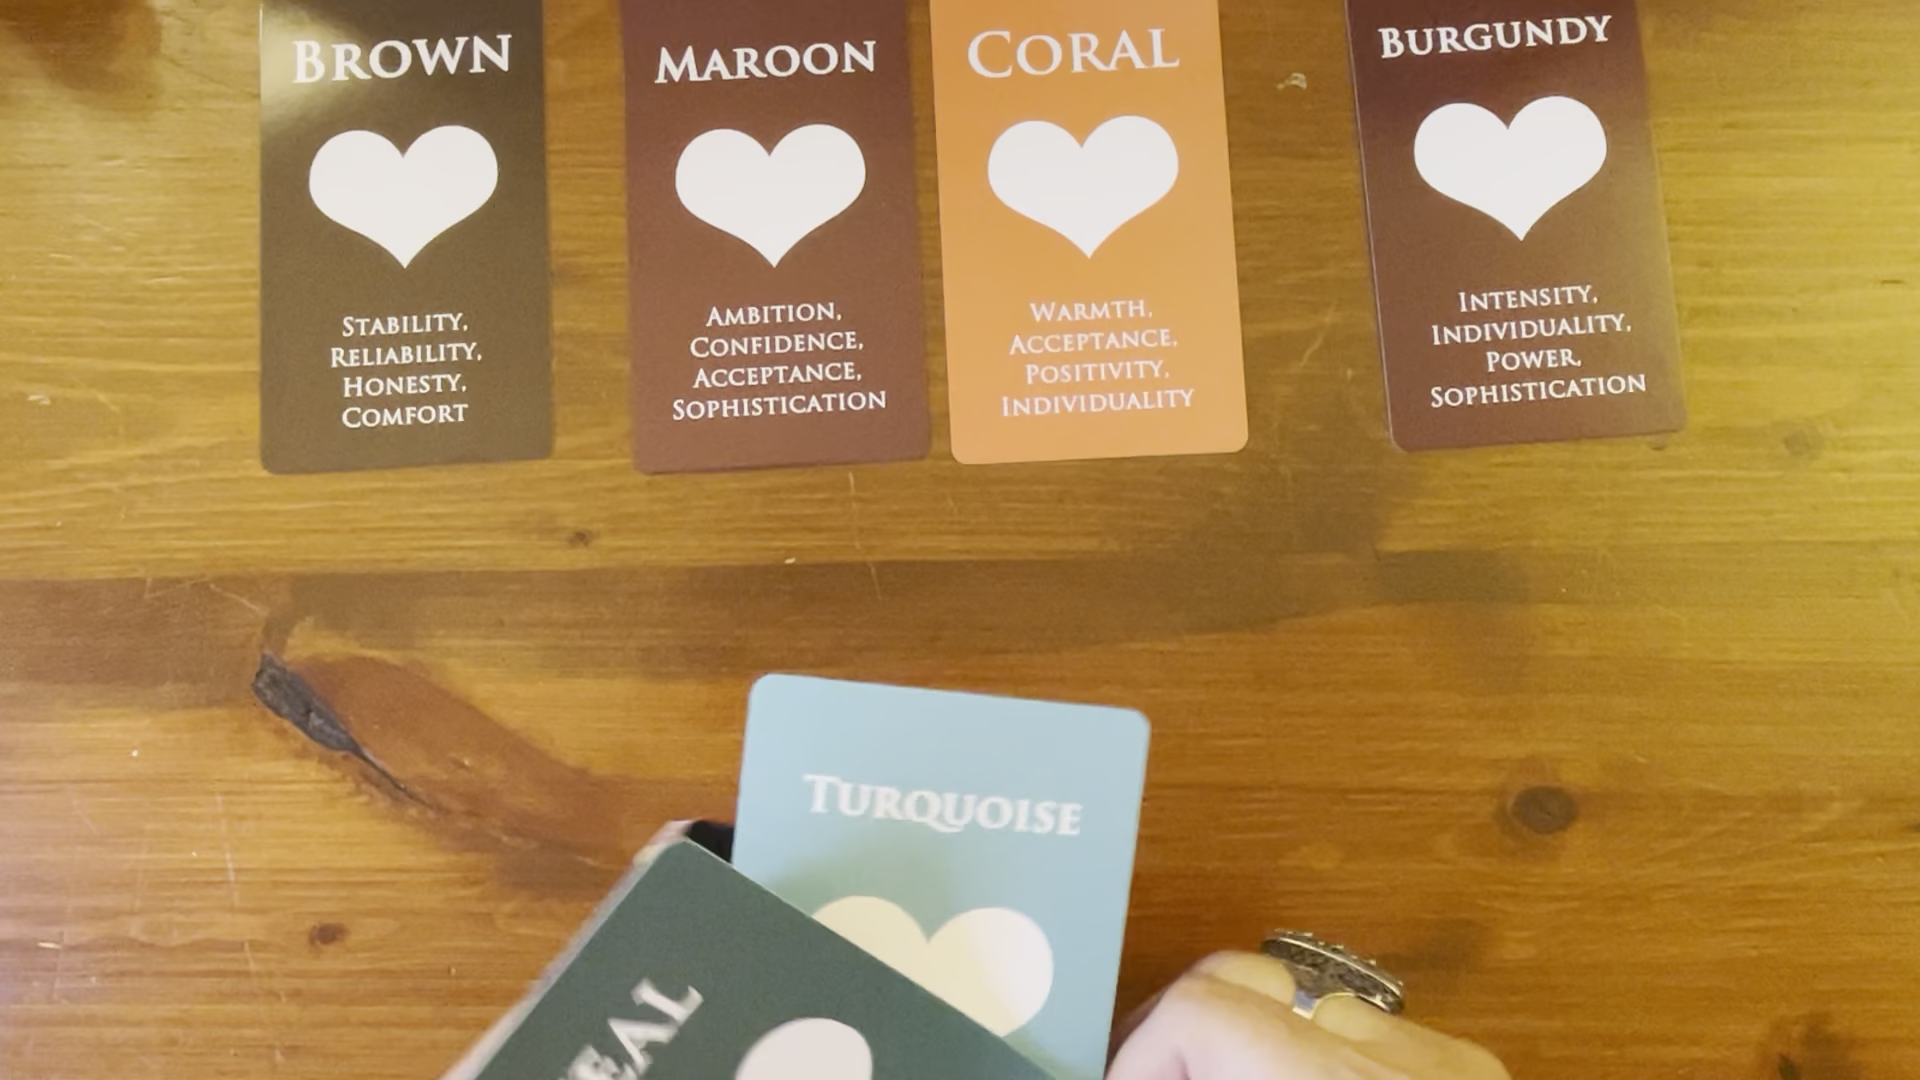 BROWN
STABILITY,
RELIABILITY,
HONESTY,
COMFORT
MAROON
AMBITION,
CONFIDENCE,
ACCEPTANCE,
SOPHISTICATION
CORAL
WARMTH,
ACCEPTANCE,
POSITIVITY,
INDIVIDUALITY
BURGUNDY
INTENSITY,
INDIVIDUALITY,
POWER,
SOPHISTICATION
TURQUOISE